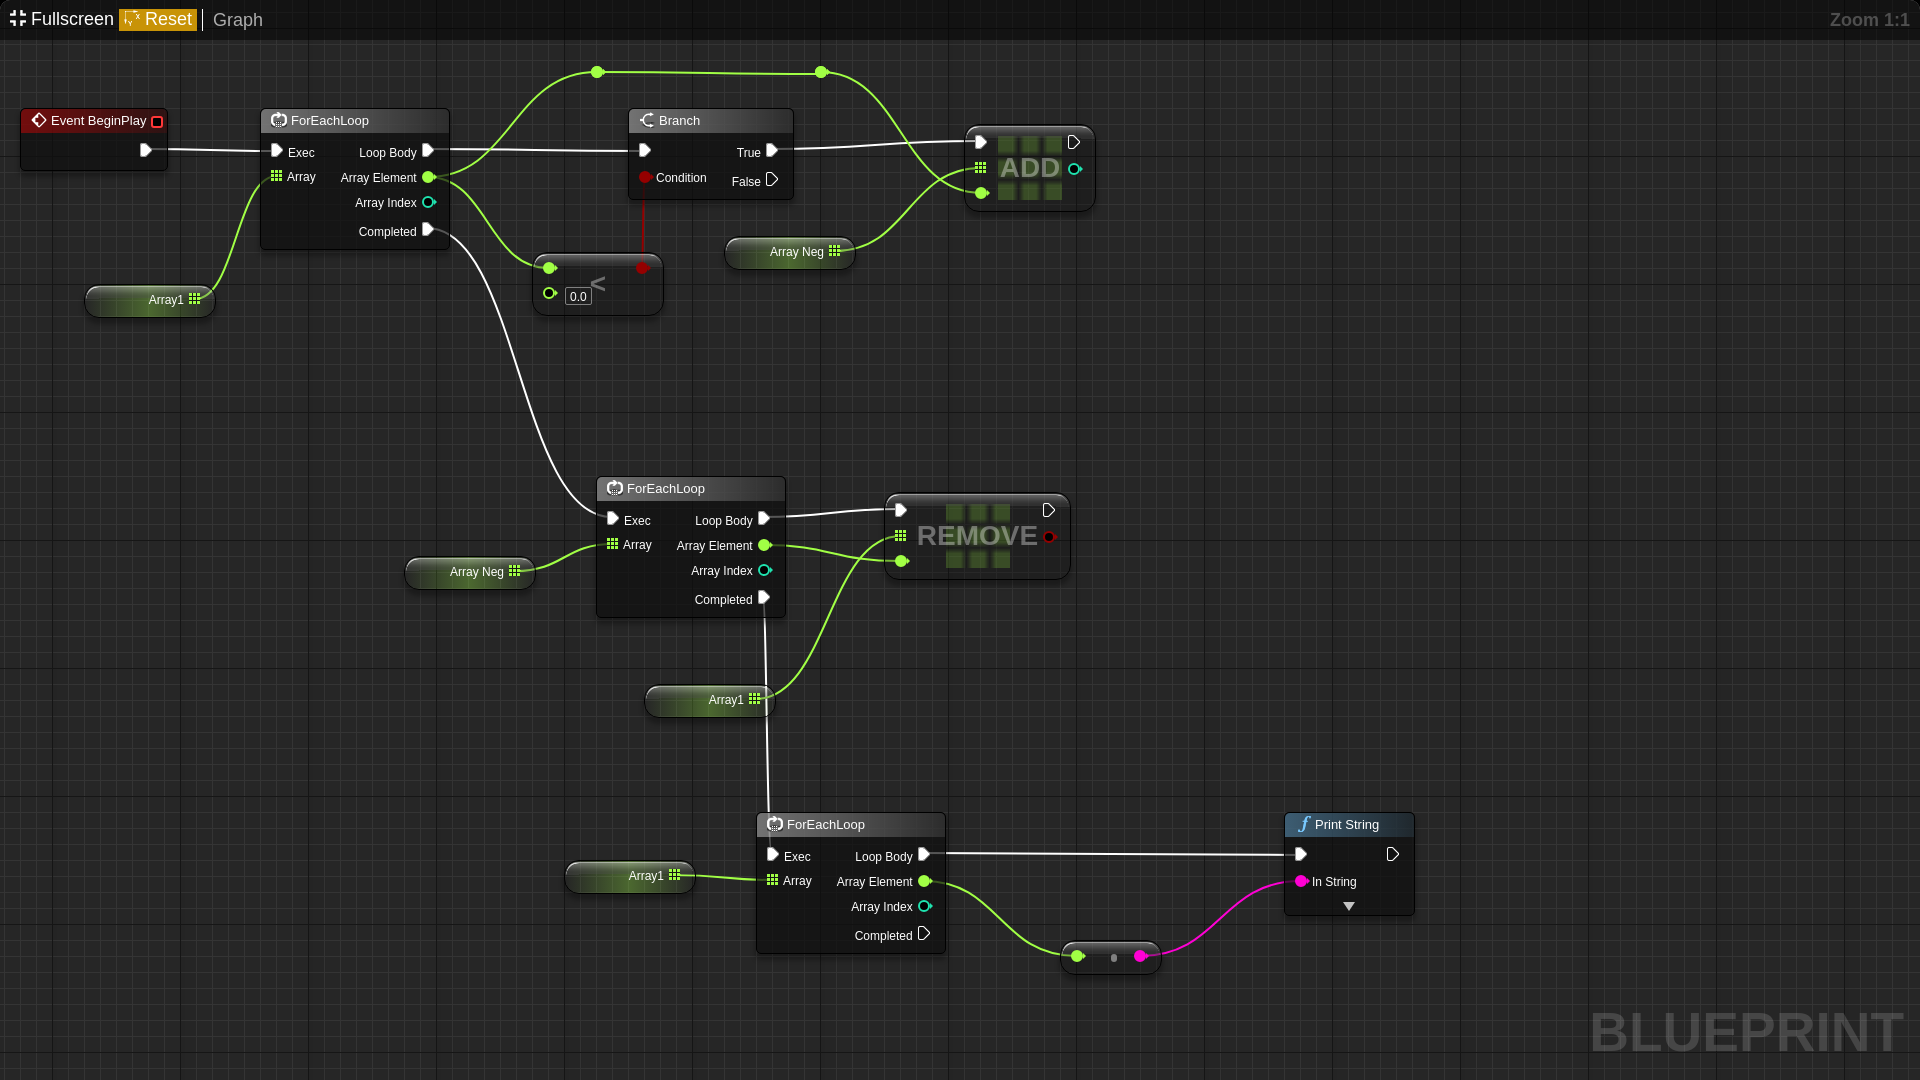 Fullscreen Reset Graph
Zoom 1:1
Event BeginPlay
ForEachLoop
Exec
Loop Body
Array
Array Element
Array Index
Completed
Array1
Branch
True
Condition
False
<
0.0
Array Neg
ADD
ForEachLoop
Exec
Loop Body
Array
Array Element
Array Index
Completed
Array Neg
REMOVE
Array1
ForEachLoop
Exec
Loop Body
Array
Array Element
Array Index
Completed
Array1
Print String
In String
BLUEPRINT